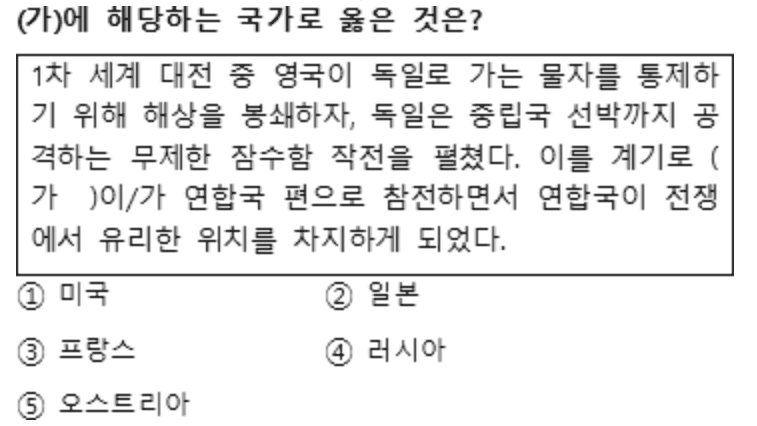 (가)에 해당하는 국가로 옳은 것은?
1차 세계 대전 중 영국이 독일로 가는 물자를 통제하
기 위해 해상을 봉쇄하자, 독일은 중립국 선박까지 공
격하는 무제한 잠수함 작전을 펼쳤다. 이를 계기로 (
가 )이/가 연합국 편으로 참전하면서 연합국이 전쟁
에서 유리한 위치를 차지하게 되었다.
① 미국 ② 일본
③ 프랑스 ④ 러시아
⑤ 오스트리아